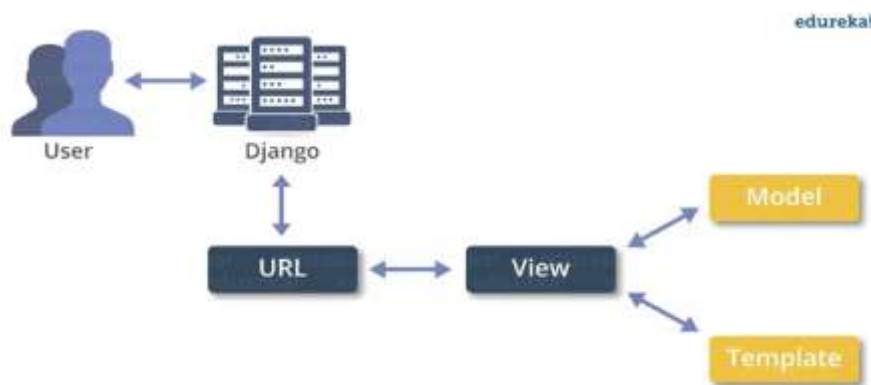 edureka!
User
Django
Model
URL
View
Template